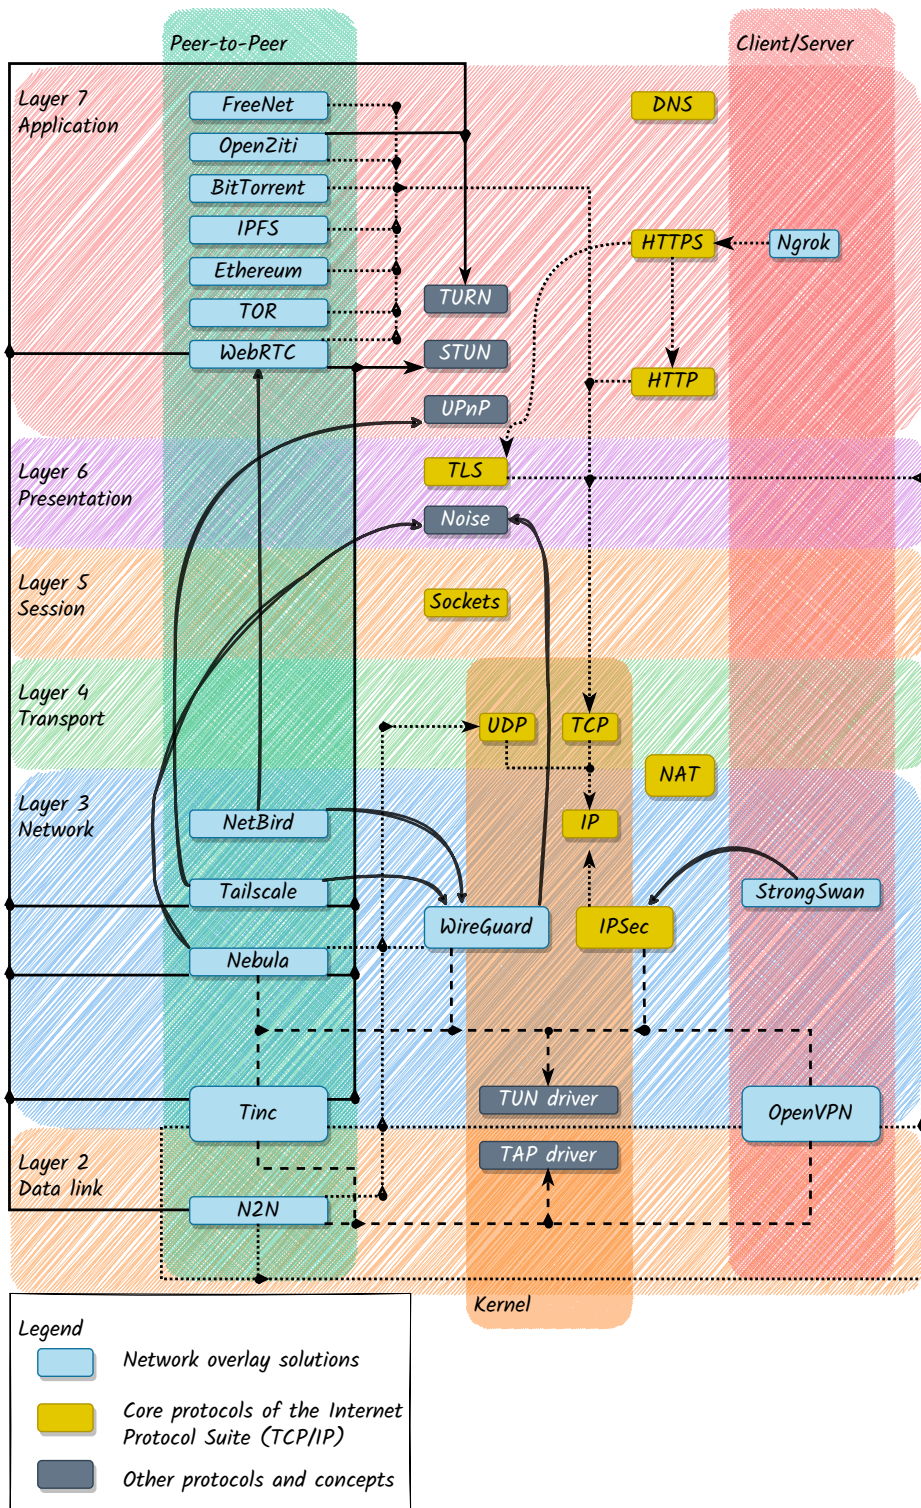 Peer-to-Peer
Client/Server
Layer 7
Application
FreeNet
DNS
OpenZiti
BitTorrent
IPFS
HTTPS
Ngrok
Ethereum
TURN
TOR
WebRTC
STUN
HTTP
UPnP
Layer 6
Presentation
TLS
Noise
Layer 5
Session
Sockets
Layer 4
Transport
UDP
TCP
NAT
Layer 3
Network
NetBird
IP
Tailscale
StrongSwan
WireGuard
IPSec
Nebula
Tinc
TUN driver
OpenVPN
Layer 2
Data link
TAP driver
N2N
Kernel
Legend
Network overlay solutions
Core protocols of the Internet
Protocol Suite (TCP/IP)
Other protocols and concepts